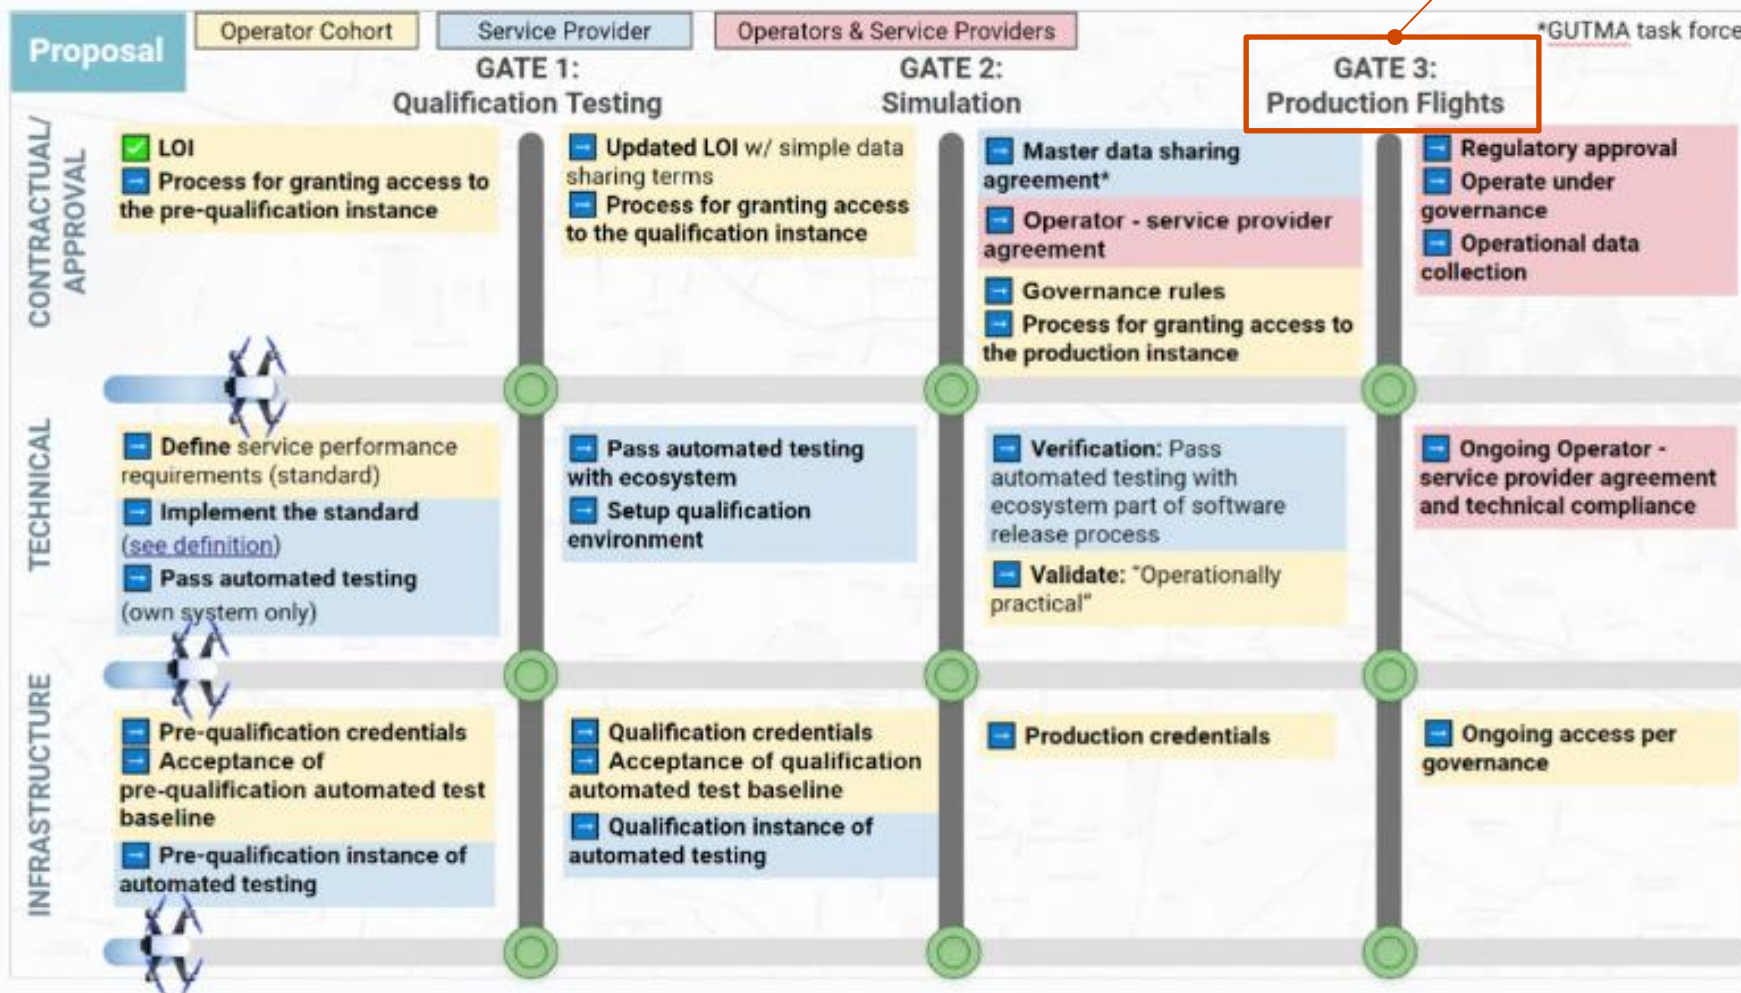 Proposal
Operator Cohort
Service Provider
Operators & Service Providers
*GUTMA task force
GATE 1:
Qualification Testing
GATE 2:
Simulation
GATE 3:
Production Flights
CONTRACTUAL/
APPROVAL
LOI
Process for granting access to
the pre-qualification instance
Updated LOI w/ simple data
sharing terms
Process for granting access
to the qualification instance
Master data sharing
agreement*
Operator - service provider
agreement
Governance rules
Process for granting access to
the production instance
Regulatory approval
Operate under
governance
Operational data
collection
TECHNICAL
Define service performance
requirements (standard)
Implement the standard
(see definition)
Pass automated testing
(own system only)
Pass automated testing
with ecosystem
Setup qualification
environment
Verification: Pass
automated testing with
ecosystem part of software
release process
Validate: "Operationally
practical"
Ongoing Operator -
service provider agreement
and technical compliance
INFRASTRUCTURE
Pre-qualification credentials
Acceptance of
pre-qualification automated test
baseline
Pre-qualification instance of
automated testing
Qualification credentials
Acceptance of qualification
automated test baseline
Qualification instance of
automated testing
Production credentials
Ongoing access per
governance